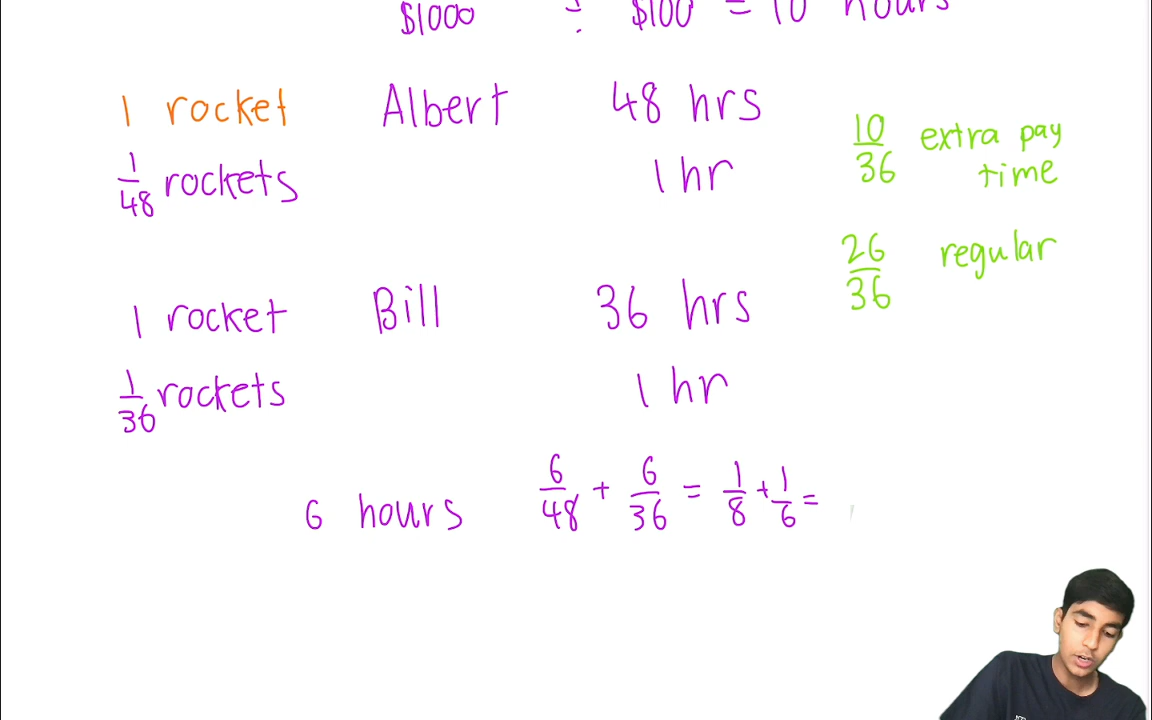 $1000 ÷ $100 = 10 hours
1 rocket Albert 48 hrs
1/48 rockets 1 hr
10/36 extra pay time
26/36 regular
1 rocket Bill 36 hrs
1/36 rockets 1 hr
6 hours 6/48 + 6/36 = 1/8 + 1/6 =